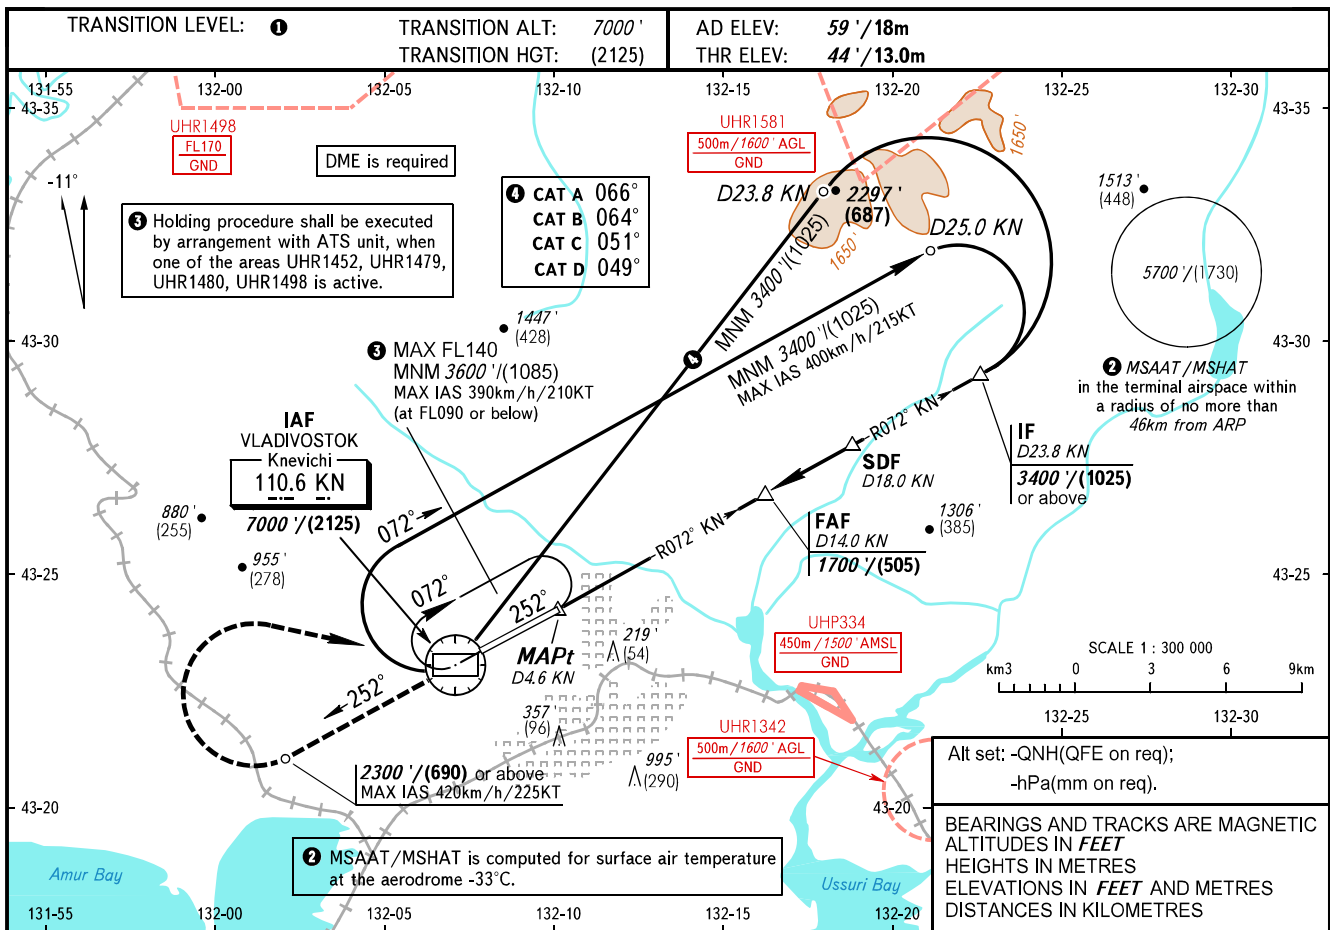 TRANSITION LEVEL: ❶
TRANSITION ALT: 7000 '
TRANSITION HGT: (2125)
AD ELEV: 59 '/18m
THR ELEV: 44 '/13.0m
131-55 132-00 132-05 132-10 132-15 132-20 132-25 132-30
43-35 43-35
UHR1498
FL170
GND
-11°
DME is required
❸ Holding procedure shall be executed
by arrangement with ATS unit, when
one of the areas UHR1452, UHR1479,
UHR1480, UHR1498 is active.
❹ CAT A 066°
CAT B 064°
CAT C 051°
CAT D 049°
UHR1581
500m/1600 ' AGL
GND
D23.8 KN
2297 '
(687)
1650 '
1650 '
D25.0 KN
1513 '
(448)
5700 '/(1730)
❷ MSAAT/MSHAT
in the terminal airspace within
a radius of no more than
46km from ARP
1447 '
(428)
43-30 43-30
MNM 3400 '/(1025)
❹
MNM 3400 '/(1025)
MAX IAS 400km/h/215KT
❸ MAX FL140
MNM 3600 '/(1085)
MAX IAS 390km/h/210KT
(at FL090 or below)
IAF
VLADIVOSTOK
Knevichi
110.6 KN
7000 '/(2125)
R072° KN
IF
D23.8 KN
3400 '/(1025)
or above
SDF
D18.0 KN
FAF
D14.0 KN
1700 '/(505)
R072° KN
1306 '
(385)
880 '
(255)
955 '
(278)
072°
072°
252°
43-25 43-25
MAPt
D4.6 KN
219 '
(54)
UHP334
450m/1500 ' AMSL
GND
SCALE 1 : 300 000
km3 0 3 6 9km
252°
357 '
(96)
995 '
(290)
UHR1342
500m/1600 ' AGL
GND
132-25 132-30
2300 '/(690) or above
MAX IAS 420km/h/225KT
43-20 43-20
Alt set: -QNH(QFE on req);
-hPa(mm on req).
❷ MSAAT/MSHAT is computed for surface air temperature
at the aerodrome -33°C.
Amur Bay
Ussuri Bay
BEARINGS AND TRACKS ARE MAGNETIC
ALTITUDES IN FEET
HEIGHTS IN METRES
ELEVATIONS IN FEET AND METRES
DISTANCES IN KILOMETRES
131-55 132-00 132-05 132-10 132-15 132-20